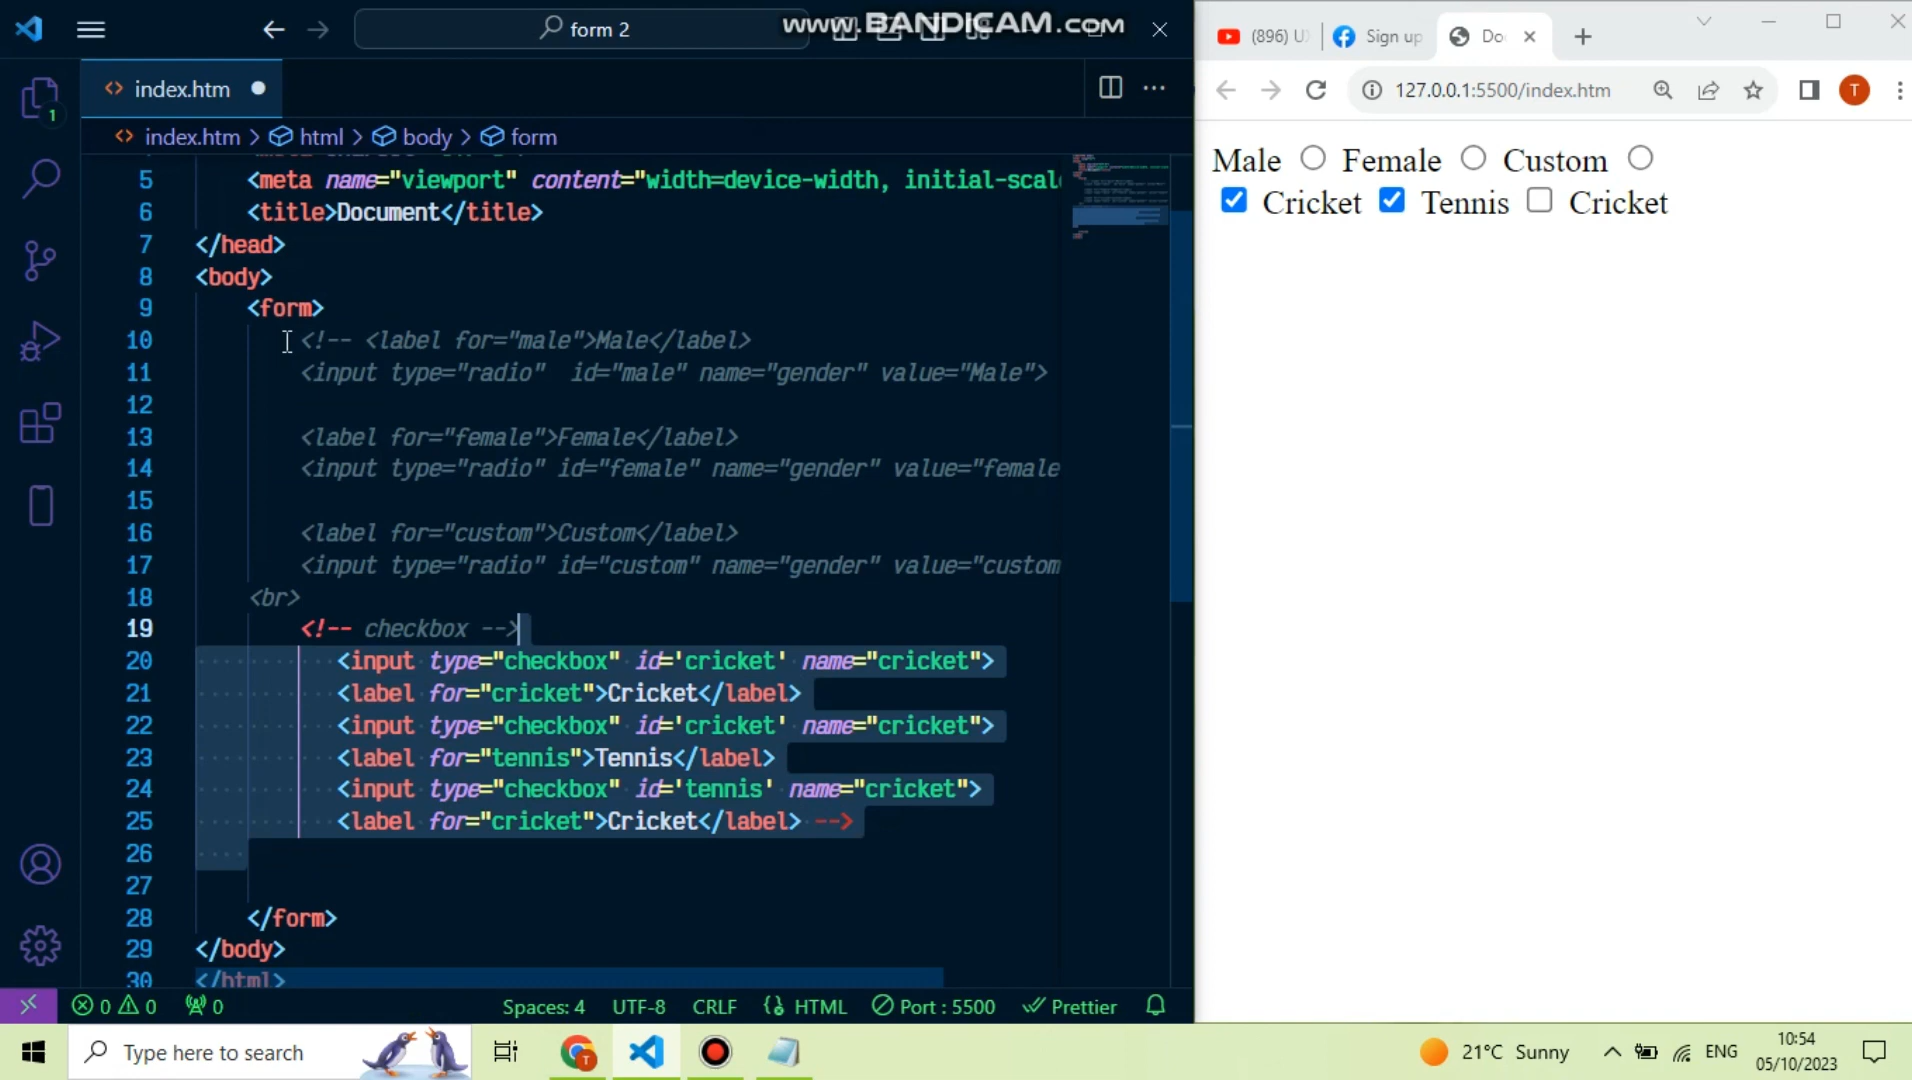 form 2
www.BANDICAM.com
index.htm
index.htm > html > body > form
5 <meta name="viewport" content="width=device-width, initial-scal
6 <title>Document</title>
7 </head>
8 <body>
9 <form>
10 <!-- <label for="male">Male</label>
11 <input type="radio"  id="male" name="gender" value="Male">
12
13 <label for="female">Female</label>
14 <input type="radio" id="female" name="gender" value="female
15
16 <label for="custom">Custom</label>
17 <input type="radio" id="custom" name="gender" value="custom
18 <br>
19 <!-- checkbox -->
20 <input type="checkbox" id='cricket' name="cricket">
21 <label for="cricket">Cricket</label>
22 <input type="checkbox" id='cricket' name="cricket">
23 <label for="tennis">Tennis</label>
24 <input type="checkbox" id='tennis' name="cricket">
25 <label for="cricket">Cricket</label> -->
26
27
28 </form>
29 </body>
30 </html>
1
0 0 0 Spaces: 4 UTF-8 CRLF HTML Port : 5500 Prettier
(896) U Sign up Do
127.0.0.1:5500/index.htm T
Male Female Custom
Cricket Tennis Cricket
Type here to search T 21°C Sunny ENG 10:54
05/10/2023